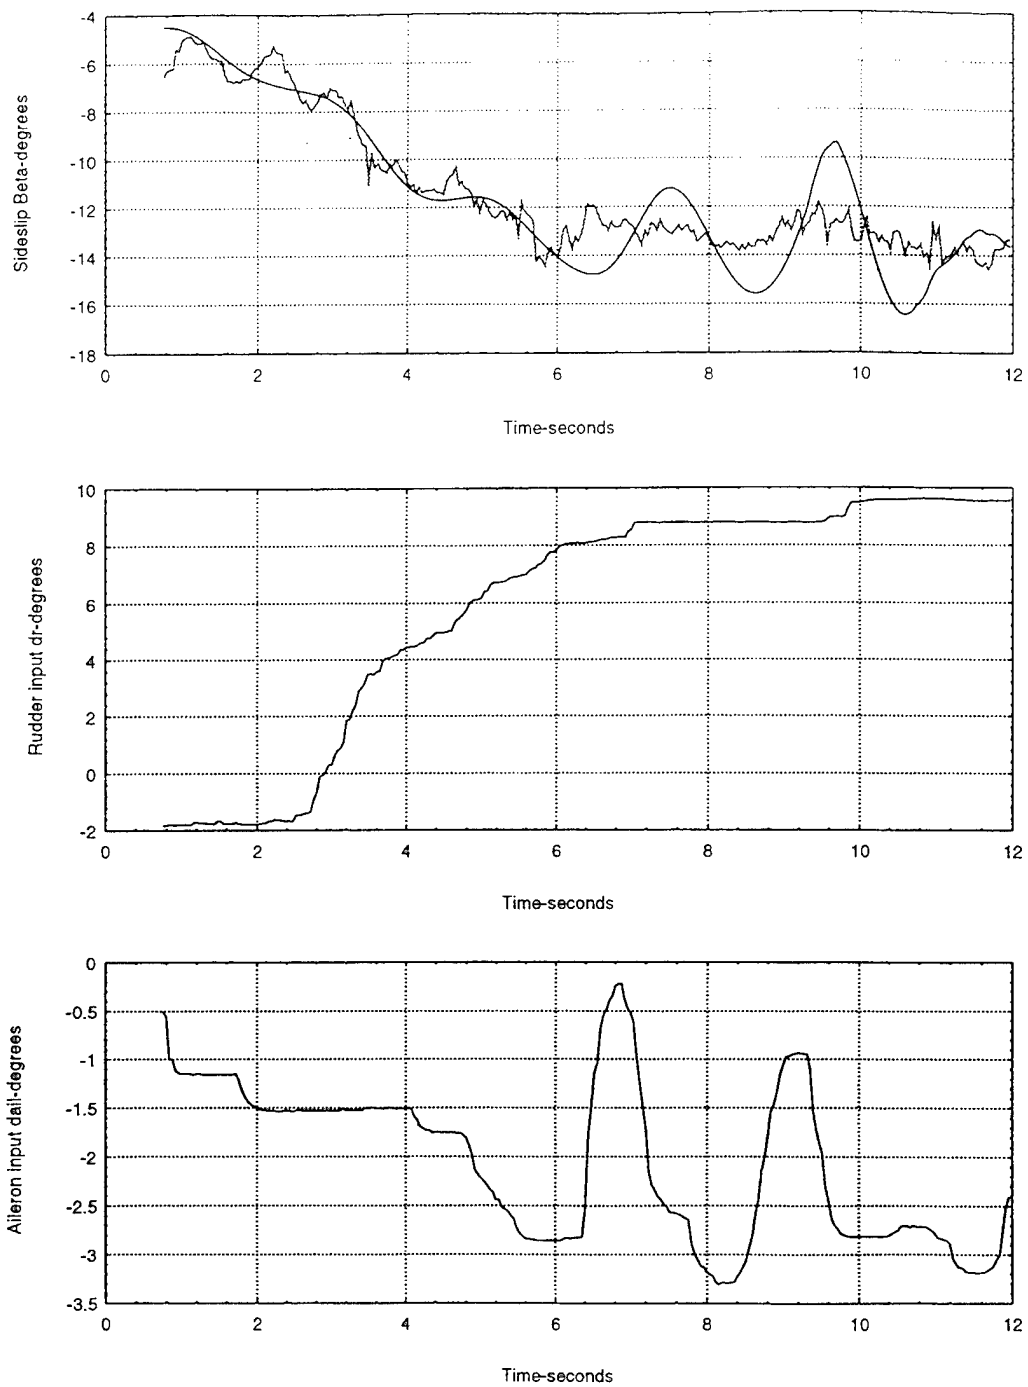 Sideslip Beta-degrees
-4
-6
-8
-10
-12
-14
-16
-18
0 2 4 6 8 10 12
Time-seconds
Rudder input dr-degrees
10
8
6
4
2
0
-2
0 2 4 6 8 10 12
Time-seconds
Aileron input dail-degrees
0
-0.5
-1
-1.5
-2
-2.5
-3
-3.5
0 2 4 6 8 10 12
Time-seconds